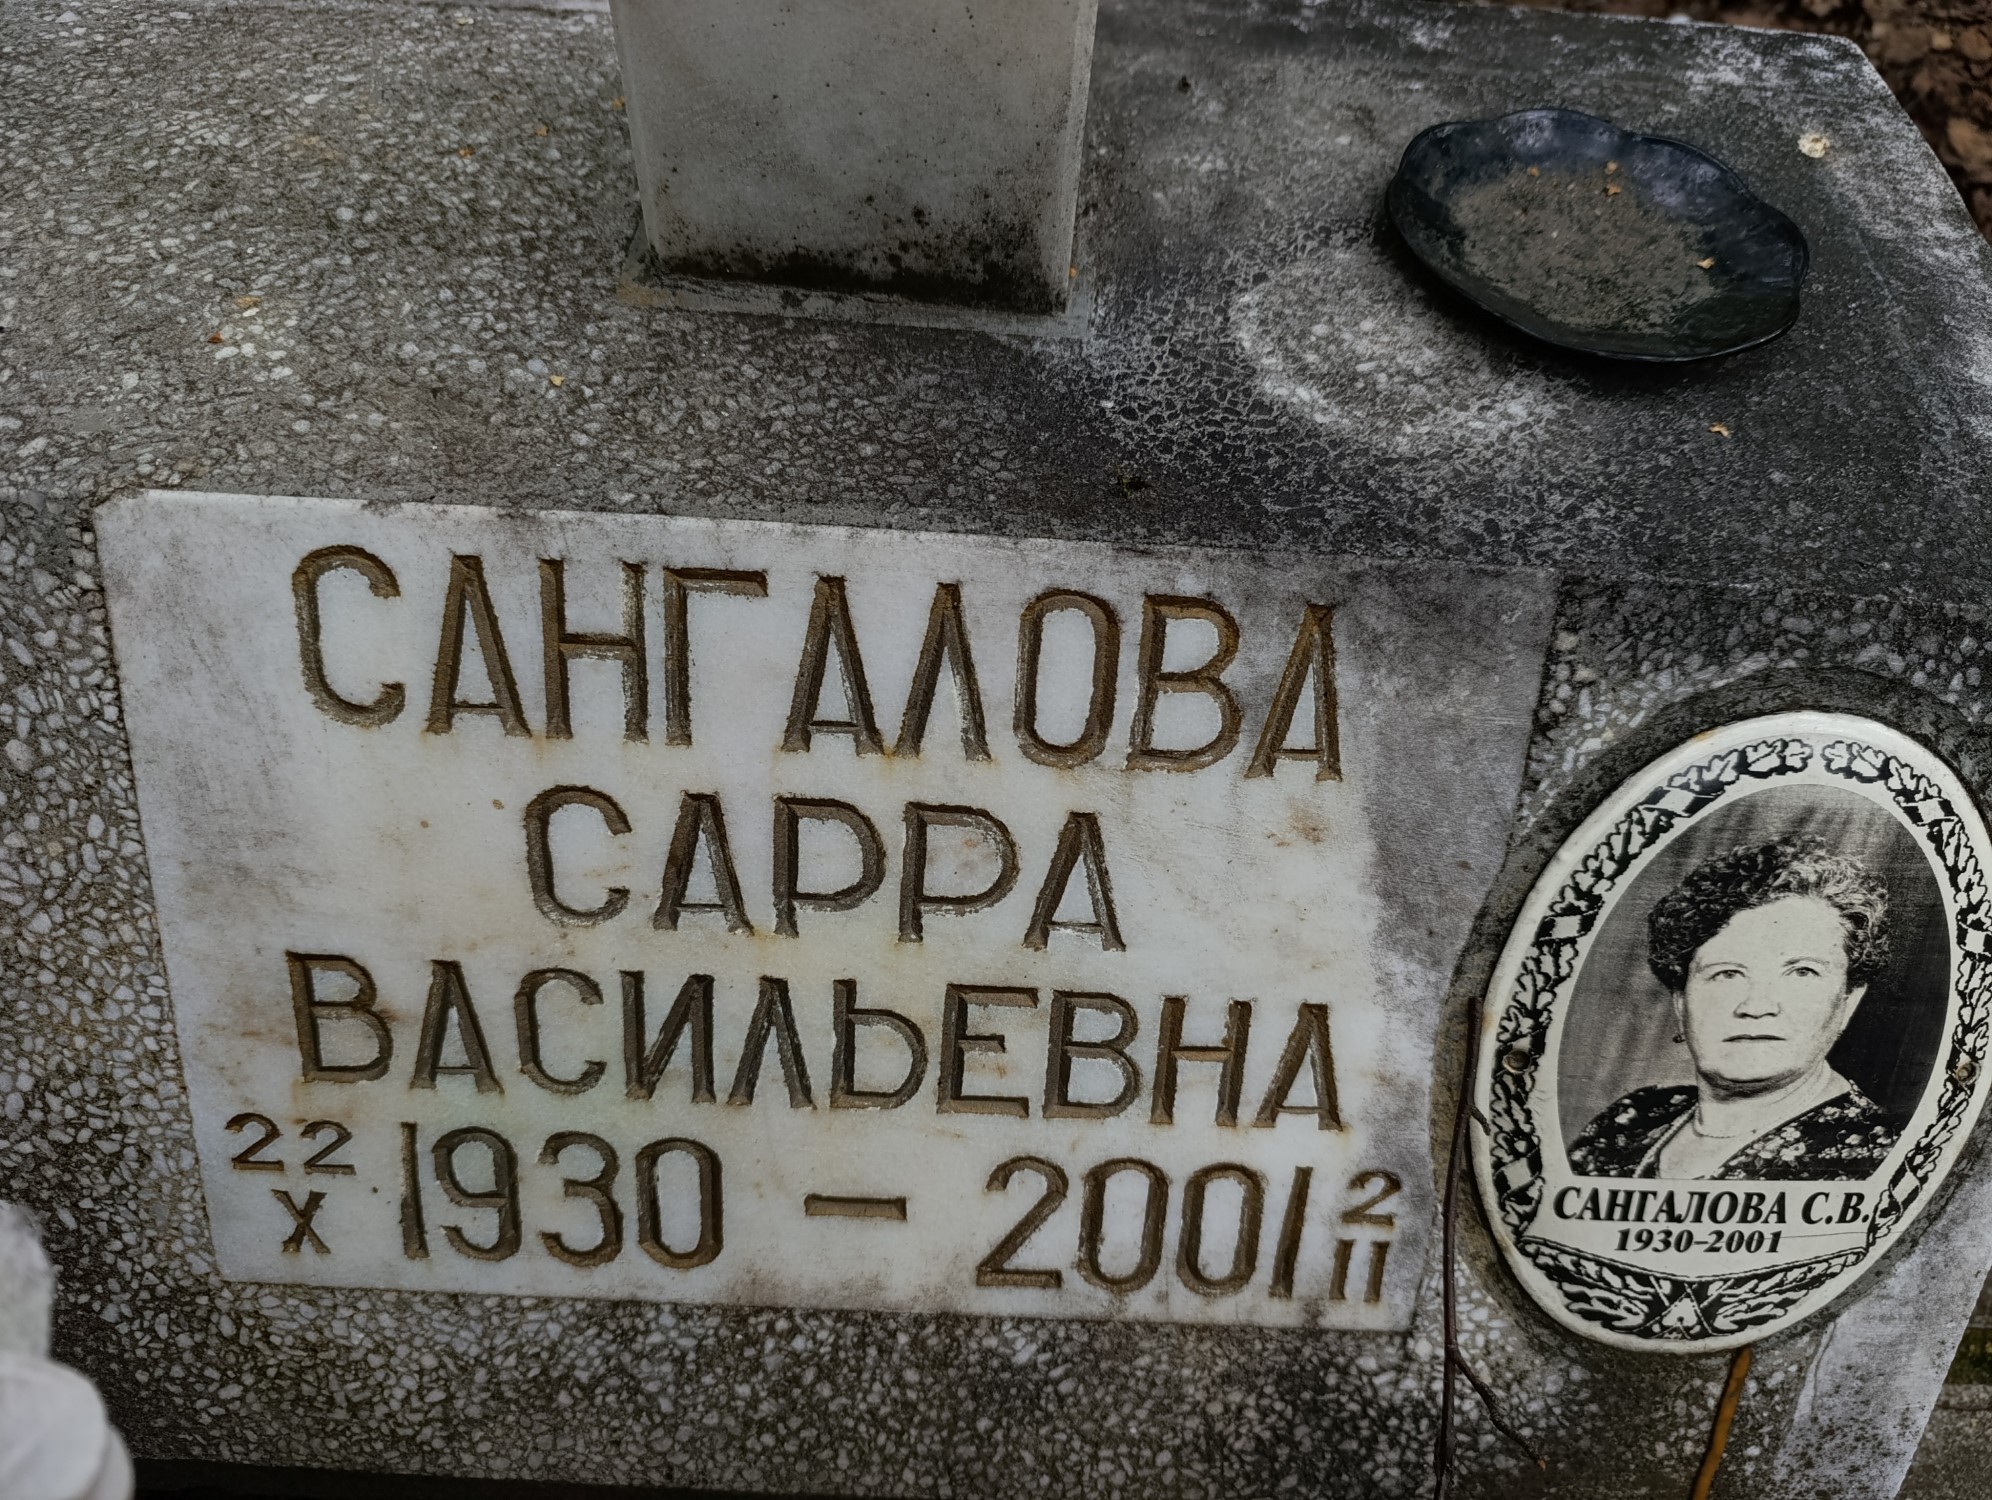 САНГАЛОВА
САРРА
ВАСИЛЬЕВНА
22/X 1930 – 2001 2/II
САНГАЛОВА С.В.
1930-2001